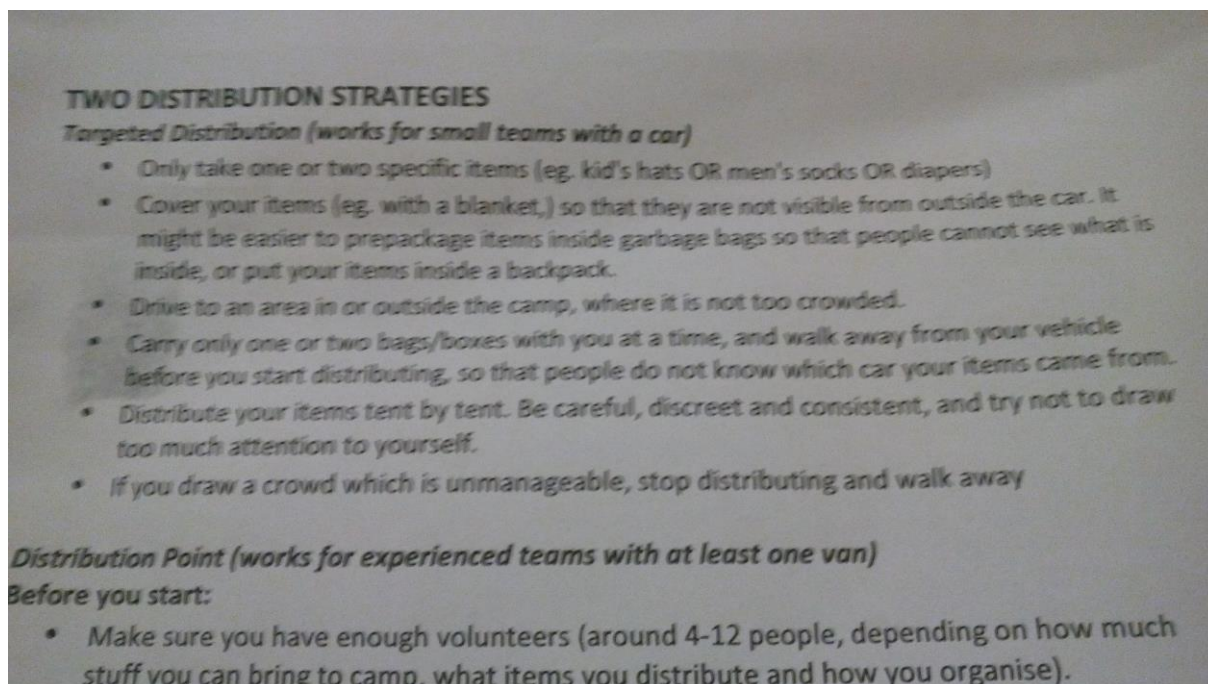 TWO DISTRIBUTION STRATEGIES
Targeted Distribution (works for small teams with a car)
• Only take one or two specific items (eg. kid's hats OR men's socks OR diapers)
• Cover your items (eg. with a blanket,) so that they are not visible from outside the car. It
might be easier to prepackage items inside garbage bags so that people cannot see what is
inside, or put your items inside a backpack.
• Drive to an area in or outside the camp, where it is not too crowded.
• Carry only one or two bags/boxes with you at a time, and walk away from your vehicle
before you start distributing, so that people do not know which car your items came from.
• Distribute your items tent by tent. Be careful, discreet and consistent, and try not to draw
too much attention to yourself.
• If you draw a crowd which is unmanageable, stop distributing and walk away
Distribution Point (works for experienced teams with at least one van)
Before you start:
• Make sure you have enough volunteers (around 4-12 people, depending on how much
stuff you can bring to camp, what items you distribute and how you organise).